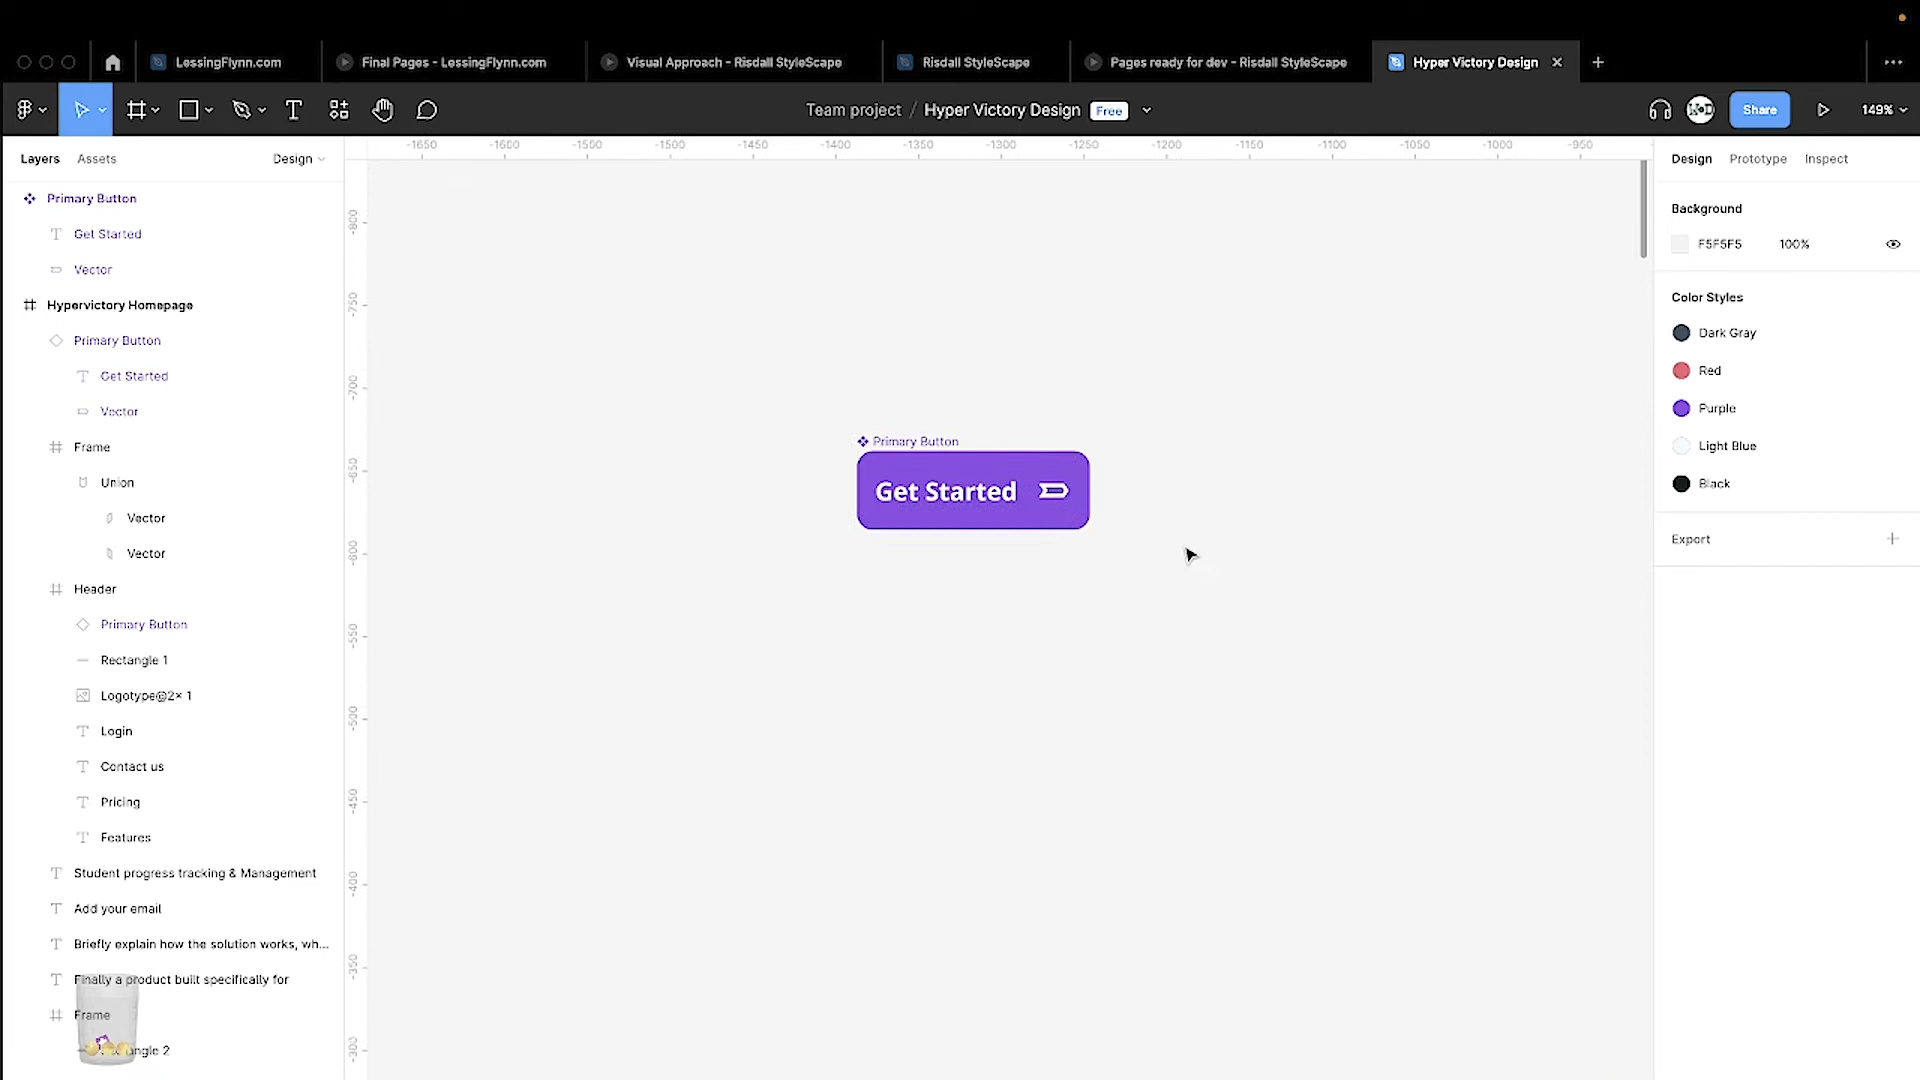 LessingFlynn.com
Final Pages - LessingFlynn.com
Visual Approach - Risdall StyleScape
Risdall StyleScape
Pages ready for dev - Risdall StyleScape
Hyper Victory Design
Team project / Hyper Victory Design Free
Share
149%
Layers Assets Design
-1650 -1600 -1550 -1500 -1450 -1400 -1350 -1300 -1250 -1200 -1150 -1100 -1050 -1000 -950
Design Prototype Inspect
Primary Button
Get Started
Vector
Hypervictory Homepage
Primary Button
Get Started
Vector
Frame
Union
Vector
Vector
Header
Primary Button
Rectangle 1
Logotype@2x 1
Login
Contact us
Pricing
Features
Student progress tracking & Management
Add your email
Briefly explain how the solution works, wh...
Finally a product built specifically for
Frame
-800
-750
-700
-650
-600
-550
-500
-450
-400
-350
-300
Primary Button
Get Started
Background
F5F5F5 100%
Color Styles
Dark Gray
Red
Purple
Light Blue
Black
Export